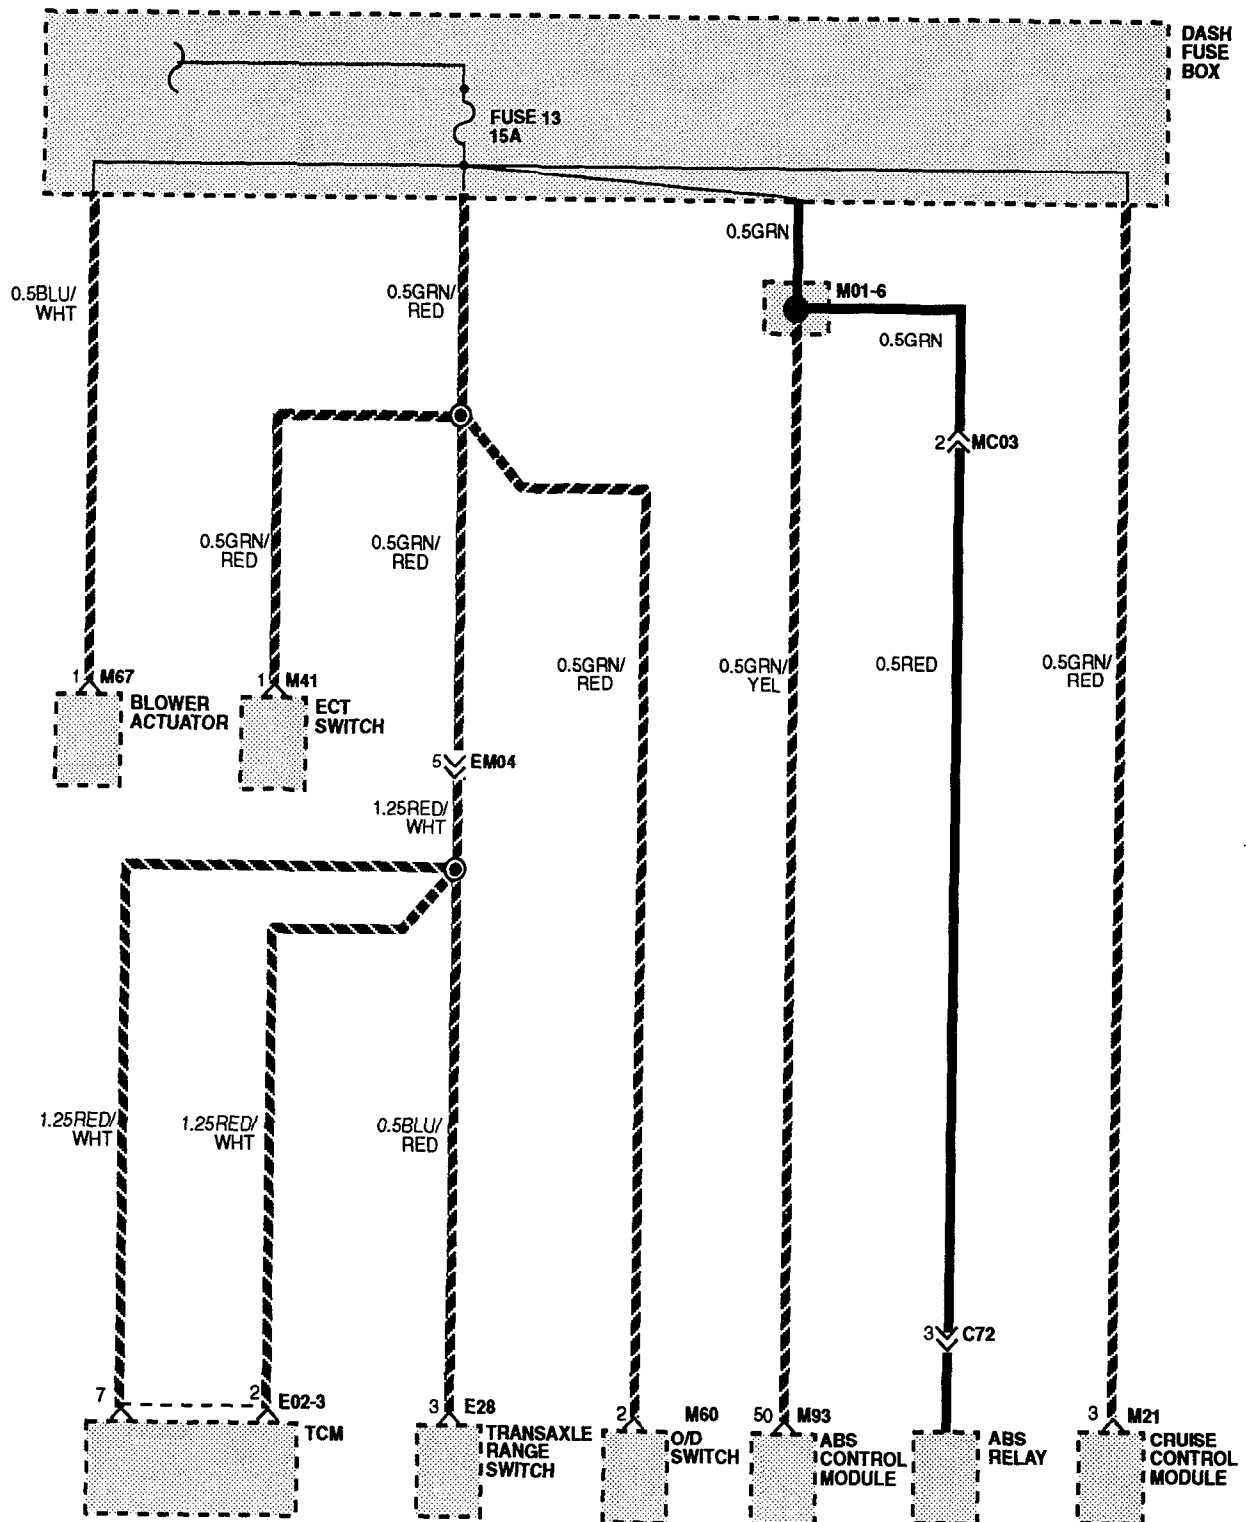 DASH
FUSE
BOX
FUSE 13
15A
0.5GRN
0.5BLU/
WHT
0.5GRN/
RED
M01-6
0.5GRN
2
MC03
0.5GRN/
RED
0.5GRN/
RED
0.5GRN/
RED
0.5GRN/
YEL
0.5RED
0.5GRN/
RED
1
M67
BLOWER
ACTUATOR
1
M41
ECT
SWITCH
5
EM04
1.25RED/
WHT
1.25RED/
WHT
1.25RED/
WHT
0.5BLU/
RED
3
C72
7
2
E02-3
TCM
3
E28
TRANSAXLE
RANGE
SWITCH
2
M60
O/D
SWITCH
50
M93
ABS
CONTROL
MODULE
ABS
RELAY
3
M21
CRUISE
CONTROL
MODULE